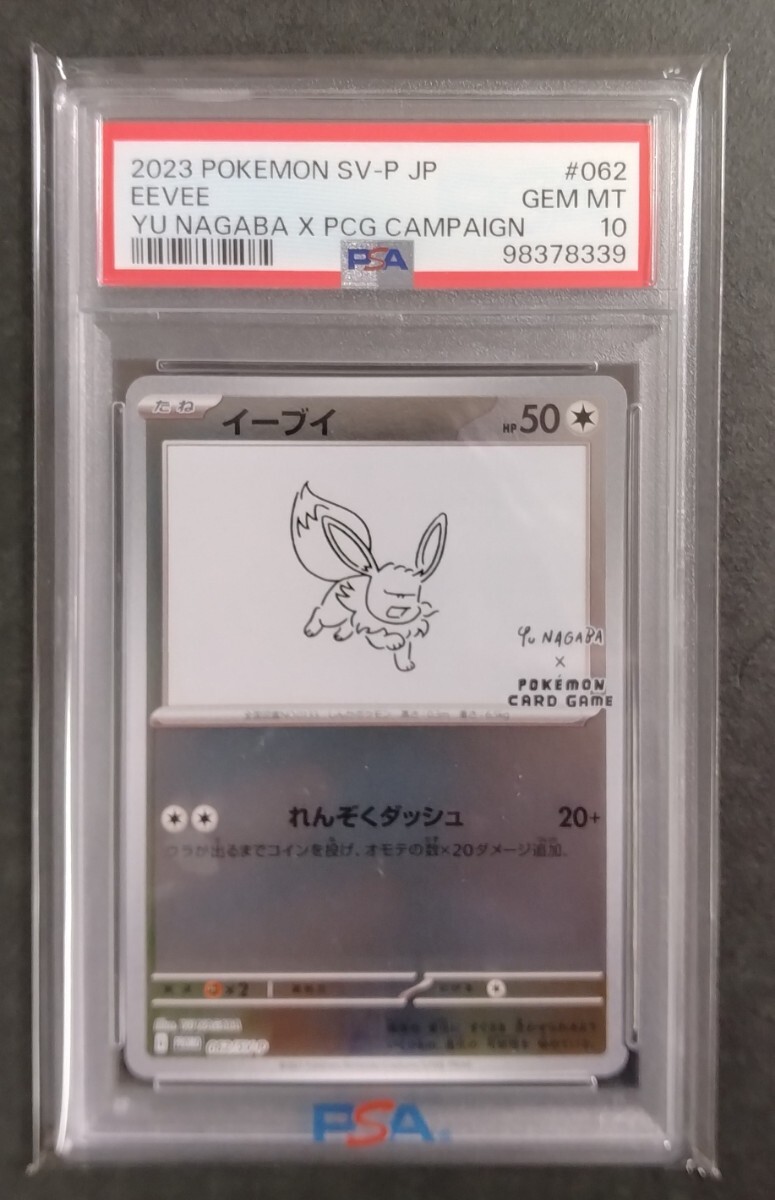 2023 POKEMON SV-P JP #062
EEVEE GEM MT
YU NAGABA X PCG CAMPAIGN 10
PSA 98378339
たね
イーブイ HP 50
YU NAGABA
×
POKÉMON
CARD GAME
れんぞくダッシュ 20+
ウラが出るまでコインを投げ、オモテの数×20ダメージ追加。
×2
PSA